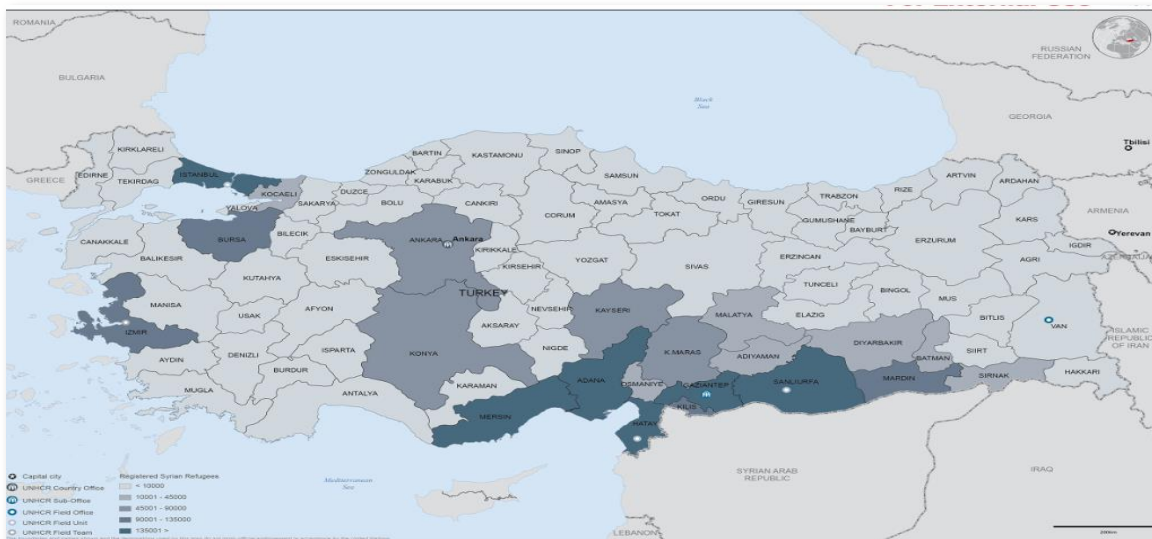 ROMANIA
RUSSIAN
FEDERATION
BULGARIA
Black
Sea
GEORGIA
Tbilisi
GREECE
ARMENIA
Yerevan
KIRKLARELI
EDIRNE
TEKIRDAG
ISTANBUL
KOCAELI
YALOVA
SAKARYA
DUZCE
BOLU
ZONGULDAK
BARTIN
KARABUK
KASTAMONU
CANKIRI
SINOP
SAMSUN
CORUM
AMASYA
TOKAT
ORDU
GIRESUN
TRABZON
GUMUSHANE
BAYBURT
RIZE
ARTVIN
ARDAHAN
KARS
IGDIR
AGRI
ERZURUM
ERZINCAN
CANAKKALE
BALIKESIR
BURSA
BILECIK
ESKISEHIR
KUTAHYA
ANKARA
Ankara
KIRIKKALE
KIRSEHIR
YOZGAT
SIVAS
TUNCELI
BINGOL
MUS
BITLIS
VAN
ISLAMIC
REPUBLIC
OF IRAN
TURKEY
MANISA
USAK
AFYON
IZMIR
AYDIN
DENIZLI
ISPARTA
BURDUR
MUGLA
ANTALYA
KONYA
AKSARAY
NEVSEHIR
NIGDE
KAYSERI
KARAMAN
MERSIN
ADANA
OSMANIYE
K.MARAS
MALATYA
ELAZIG
ADIYAMAN
DIYARBAKIR
BATMAN
SIIRT
SIRNAK
HAKKARI
MARDIN
SANLIURFA
GAZIANTEP
KILIS
HATAY
Mediterranean
Sea
SYRIAN ARAB
REPUBLIC
IRAQ
LEBANON
Capital city
UNHCR Country Office
UNHCR Sub-Office
UNHCR Field Office
UNHCR Field Unit
UNHCR Field Team
Registered Syrian Refugees
< 10000
10001 - 45000
45001 - 90000
90001 - 135000
135001 >